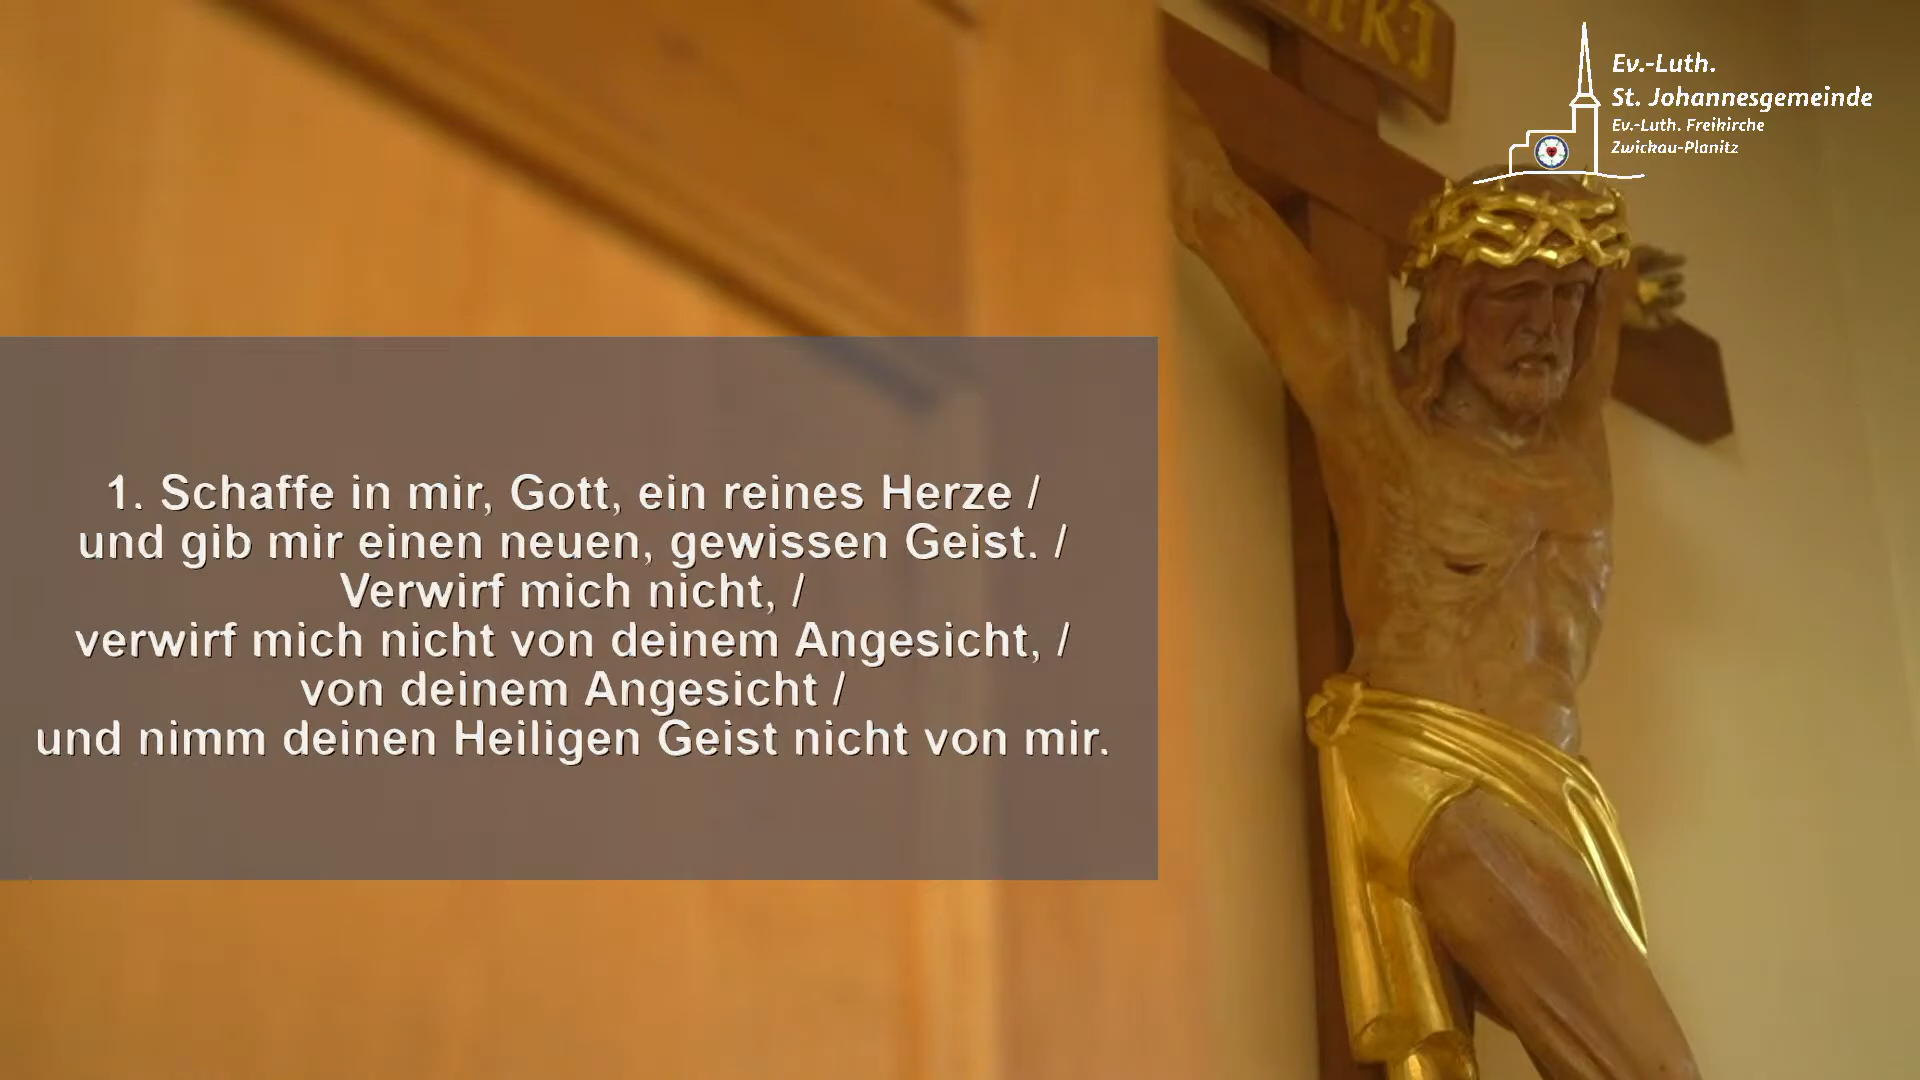 Ev.-Luth.
St. Johannesgemeinde
Ev.-Luth. Freikirche
Zwickau-Planitz
1. Schaffe in mir, Gott, ein reines Herze /
und gib mir einen neuen, gewissen Geist. /
Verwirf mich nicht, /
verwirf mich nicht von deinem Angesicht, /
von deinem Angesicht /
und nimm deinen Heiligen Geist nicht von mir.